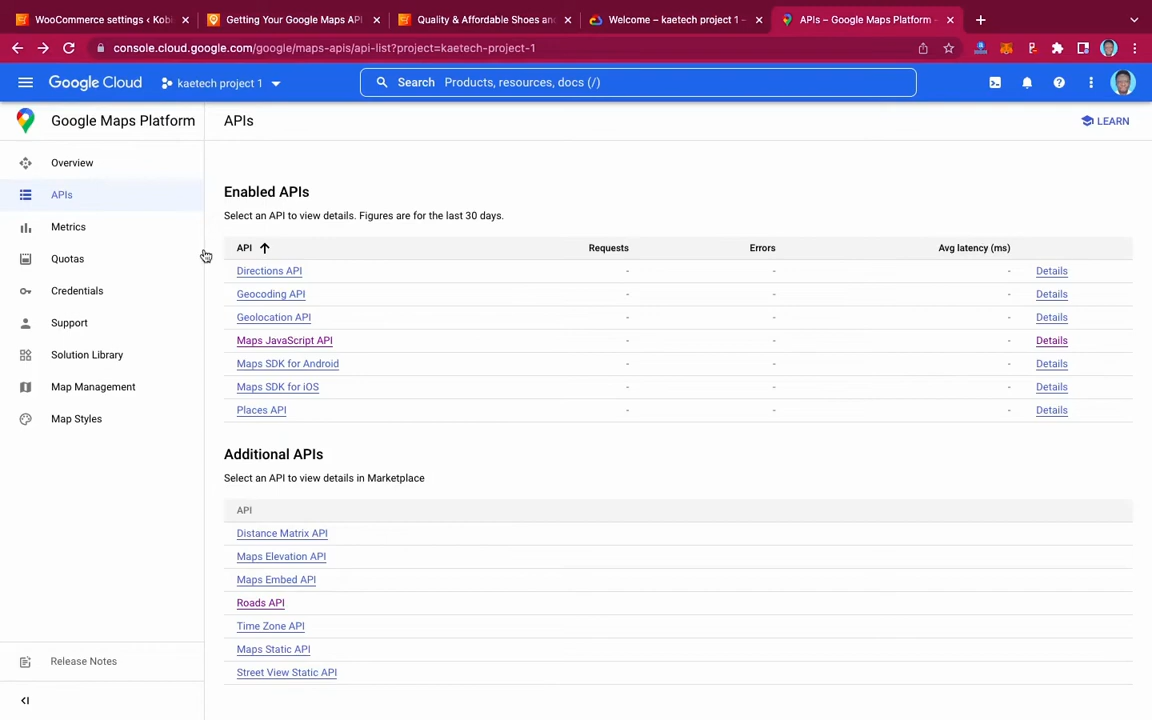 WooCommerce settings ‹ Kobi
Getting Your Google Maps API
Quality & Affordable Shoes an
Welcome – kaetech project 1 –
APIs – Google Maps Platform –
console.cloud.google.com/google/maps-apis/api-list?project=kaetech-project-1
Google Cloud
kaetech project 1
Search Products, resources, docs (/)
Google Maps Platform
APIs
LEARN
Overview
APIs
Metrics
Quotas
Credentials
Support
Solution Library
Map Management
Map Styles
Release Notes
Enabled APIs
Select an API to view details. Figures are for the last 30 days.
API Requests Errors Avg latency (ms)
Directions API - - - Details
Geocoding API - - - Details
Geolocation API - - - Details
Maps JavaScript API - - - Details
Maps SDK for Android - - - Details
Maps SDK for iOS - - - Details
Places API - - - Details
Additional APIs
Select an API to view details in Marketplace
API
Distance Matrix API
Maps Elevation API
Maps Embed API
Roads API
Time Zone API
Maps Static API
Street View Static API